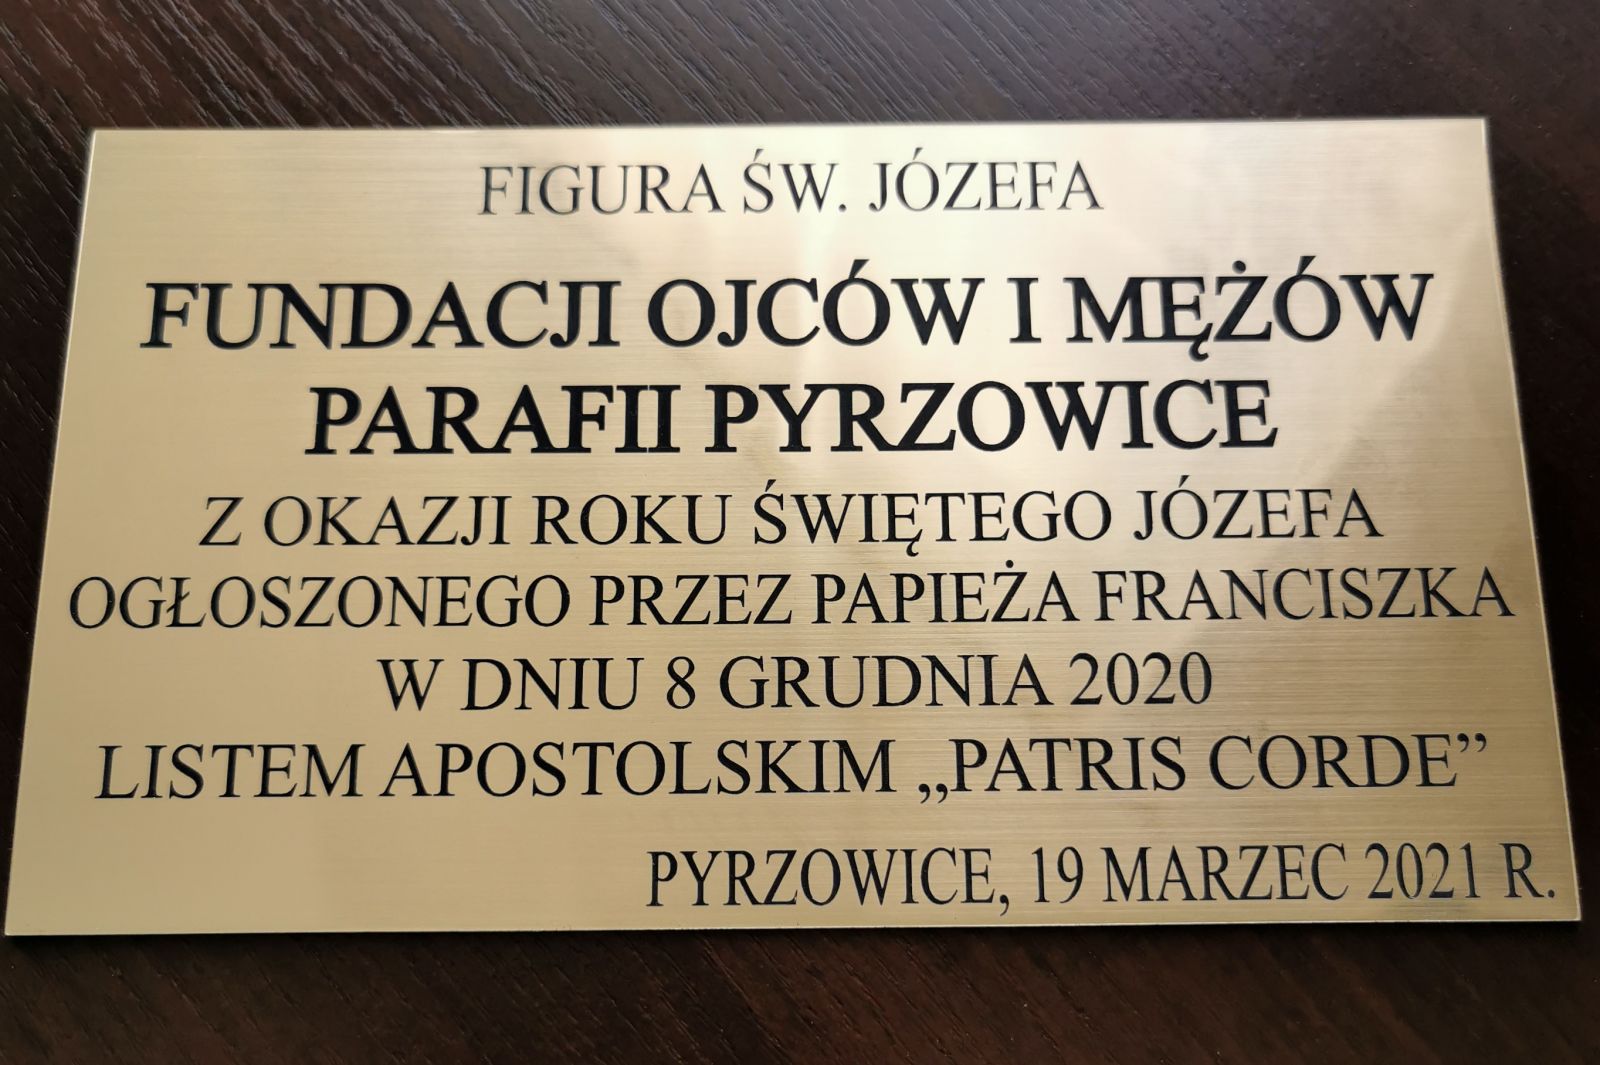 FIGURA ŚW. JÓZEFA
FUNDACJI OJCÓW I MĘŻÓW
PARAFII PYRZOWICE
Z OKAZJI ROKU ŚWIĘTEGO JÓZEFA
OGŁOSZONEGO PRZEZ PAPIEŻA FRANCISZKA
W DNIU 8 GRUDNIA 2020
LISTEM APOSTOLSKIM „PATRIS CORDE”
PYRZOWICE, 19 MARZEC 2021 R.